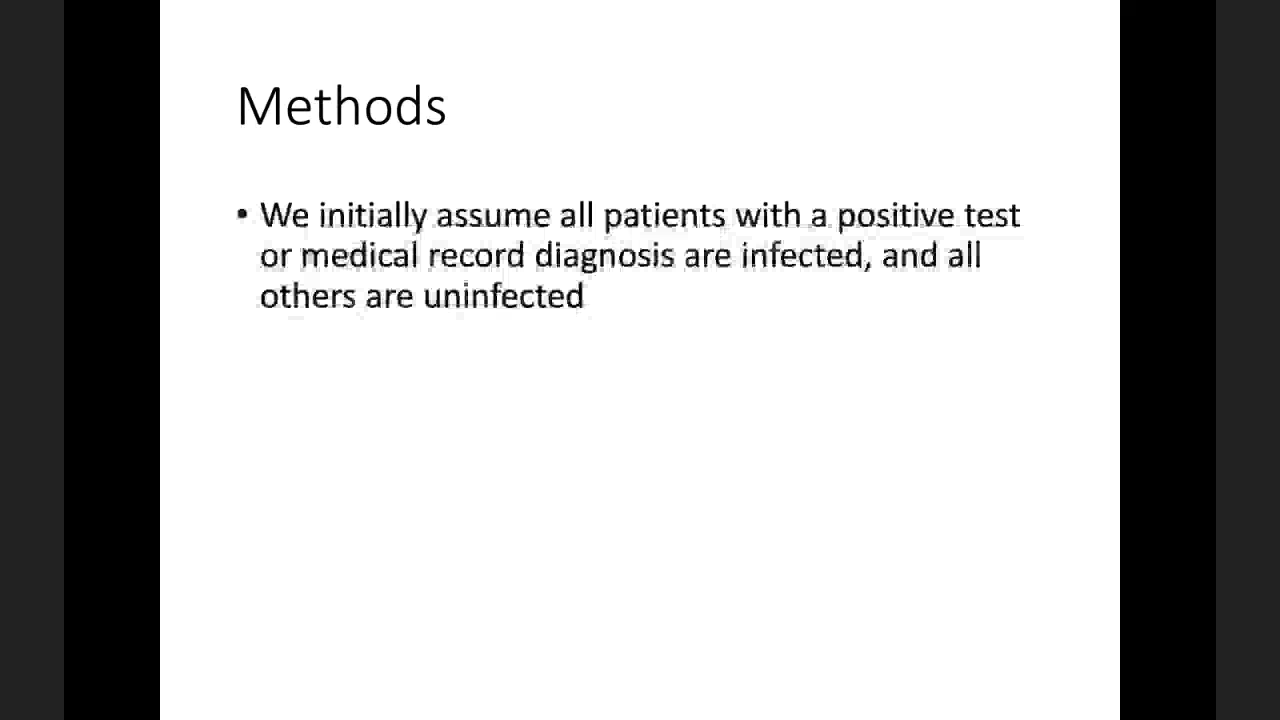 Methods
• We initially assume all patients with a positive test
or medical record diagnosis are infected, and all
others are uninfected